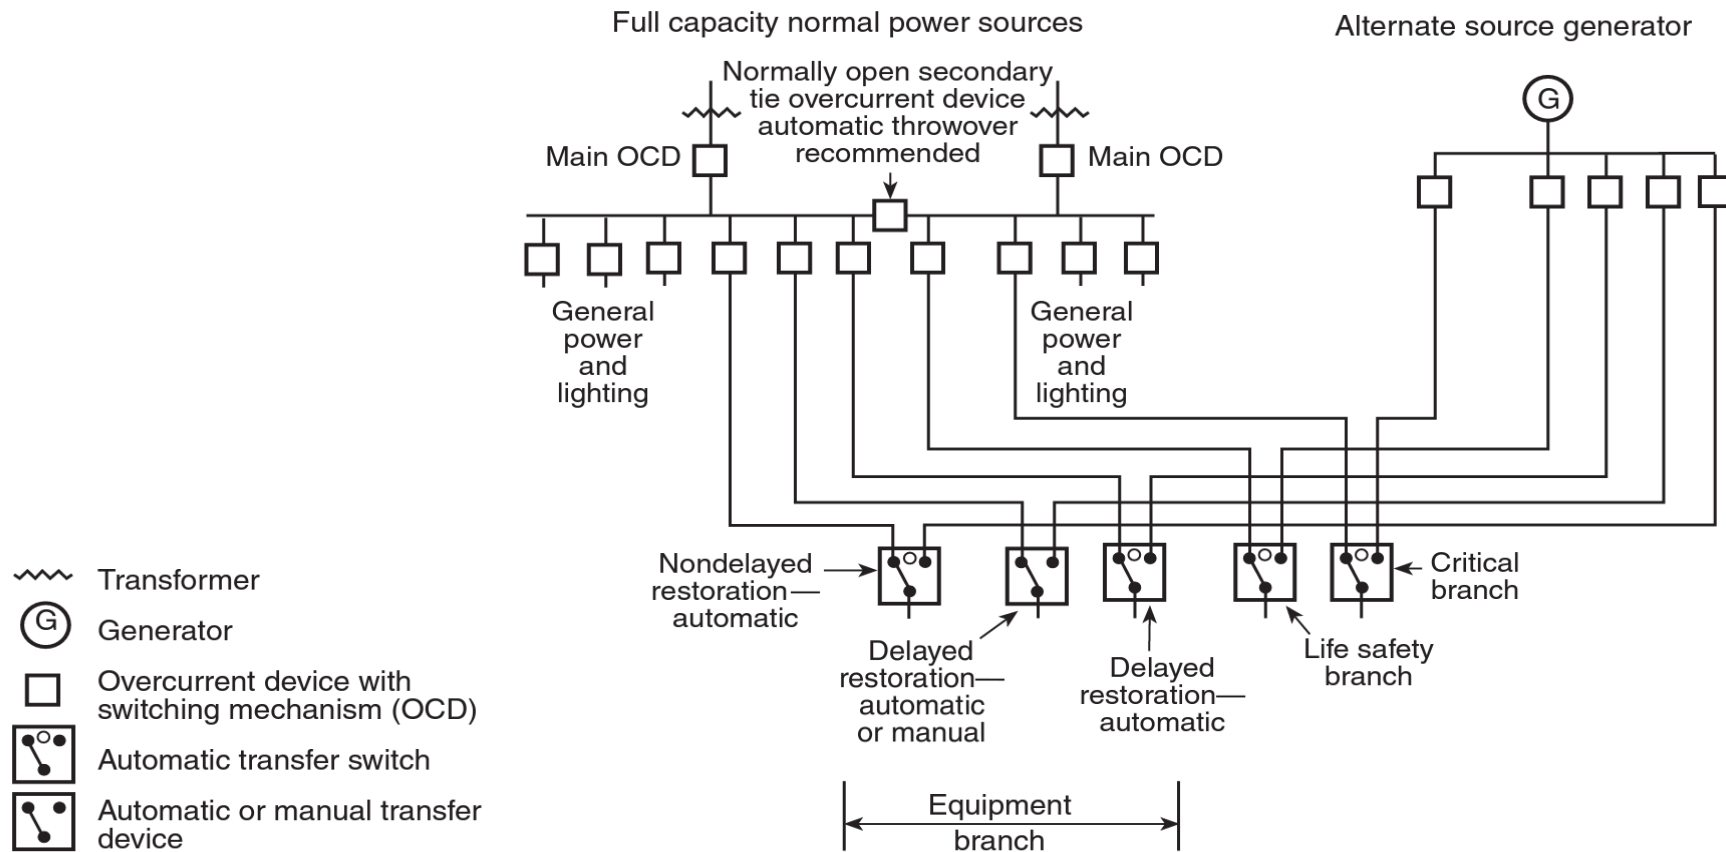 Full capacity normal power sources
Alternate source generator
Normally open secondary
tie overcurrent device
automatic throwover
recommended
G
Main OCD
Main OCD
General
power
and
lighting
General
power
and
lighting
Nondelayed
restoration—
automatic
Delayed
restoration—
automatic
or manual
Delayed
restoration—
automatic
Life safety
branch
Critical
branch
Equipment
branch
Transformer
G
Generator
Overcurrent device with
switching mechanism (OCD)
Automatic transfer switch
Automatic or manual transfer
device